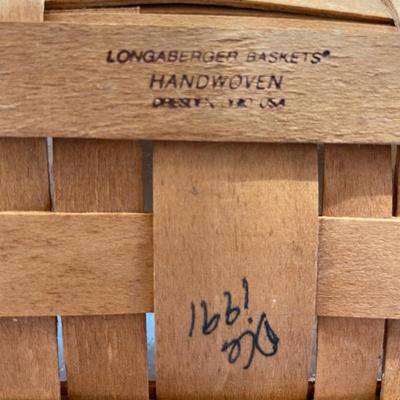 LONGABERGER BASKETS®
HANDWOVEN
DRESDEN, OHIO USA
1991